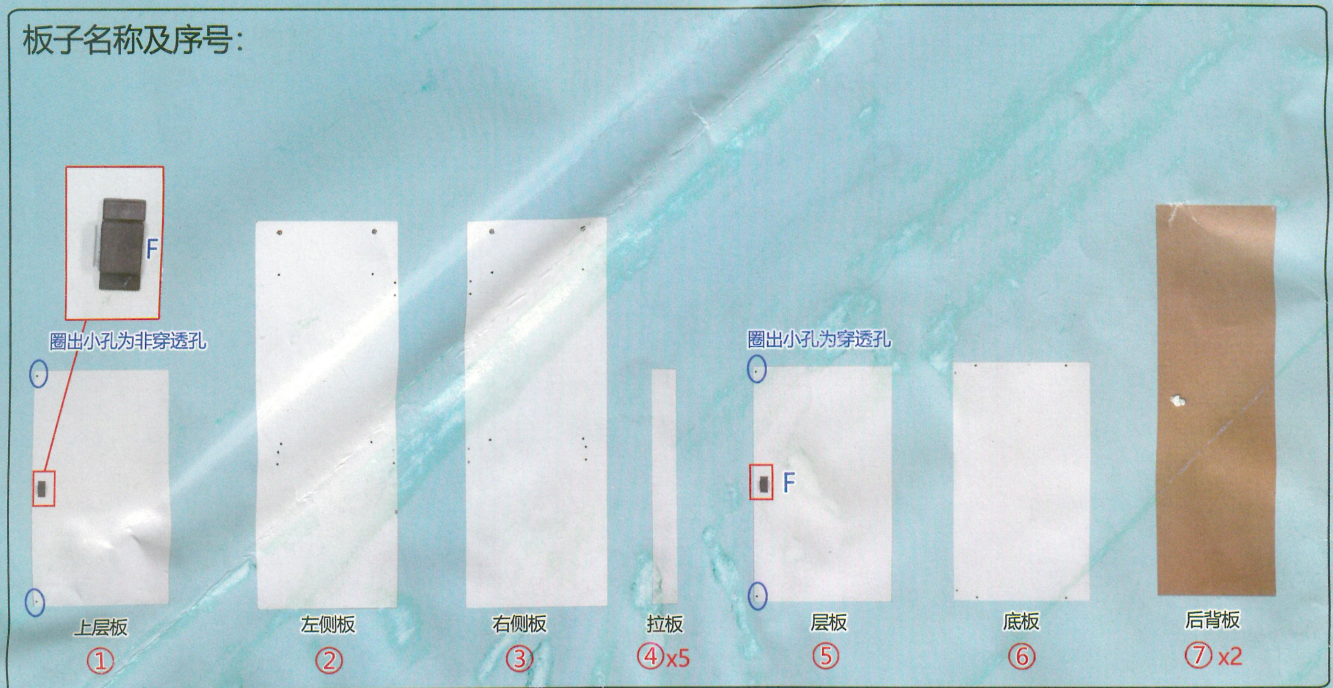 板子名称及序号：
F
圈出小孔为非穿透孔
圈出小孔为穿透孔
F
上层板
左侧板
右侧板
拉板
层板
底板
后背板
①
②
③
④x5
⑤
⑥
⑦x2